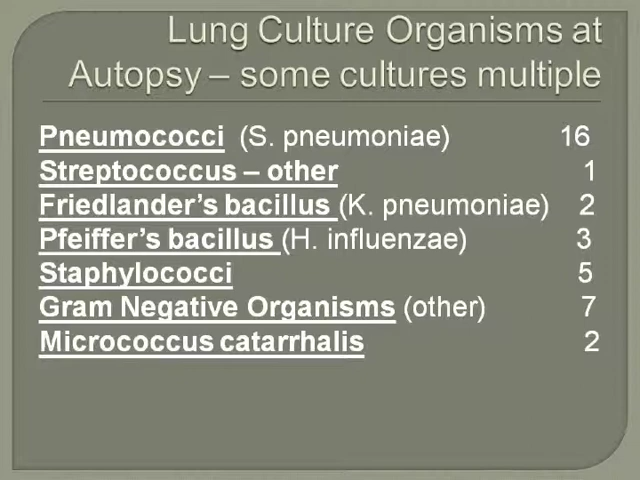 Lung Culture Organisms at
Autopsy – some cultures multiple
Pneumococci (S. pneumoniae) 16
Streptococcus – other 1
Friedlander's bacillus (K. pneumoniae) 2
Pfeiffer's bacillus (H. influenzae) 3
Staphylococci 5
Gram Negative Organisms (other) 7
Micrococcus catarrhalis 2